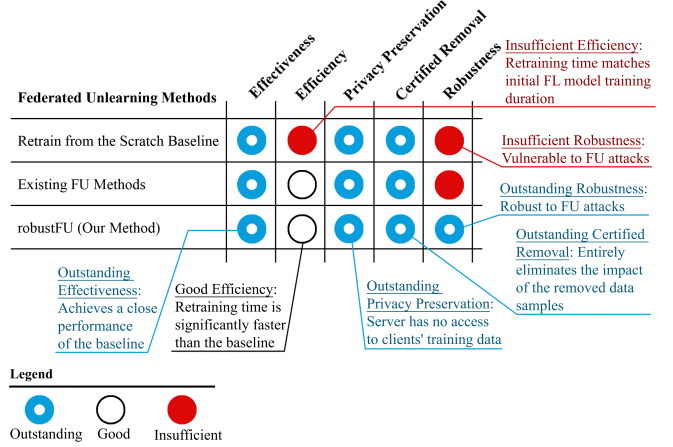 Effectiveness
Efficiency
Privacy Preservation
Certified Removal
Robustness
Federated Unlearning Methods
Retrain from the Scratch Baseline
Existing FU Methods
robustFU (Our Method)
Insufficient Efficiency:
Retraining time matches
initial FL model training
duration
Insufficient Robustness:
Vulnerable to FU attacks
Outstanding Robustness:
Robust to FU attacks
Outstanding Certified
Removal: Entirely
eliminates the impact
of the removed data
samples
Outstanding
Effectiveness:
Achieves a close
performance
of the baseline
Good Efficiency:
Retraining time is
significantly faster
than the baseline
Outstanding
Privacy Preservation:
Server has no access
to clients' training data
Legend
Outstanding
Good
Insufficient